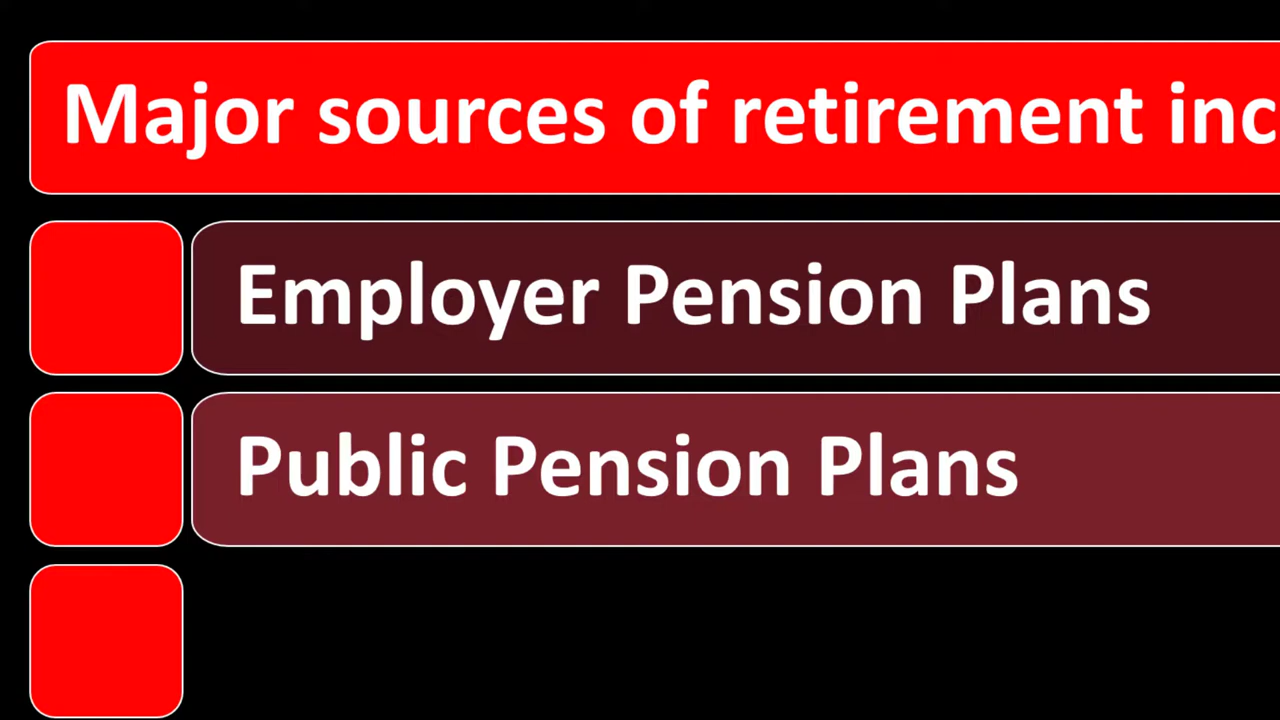 Major sources of retirement inc
Employer Pension Plans
Public Pension Plans